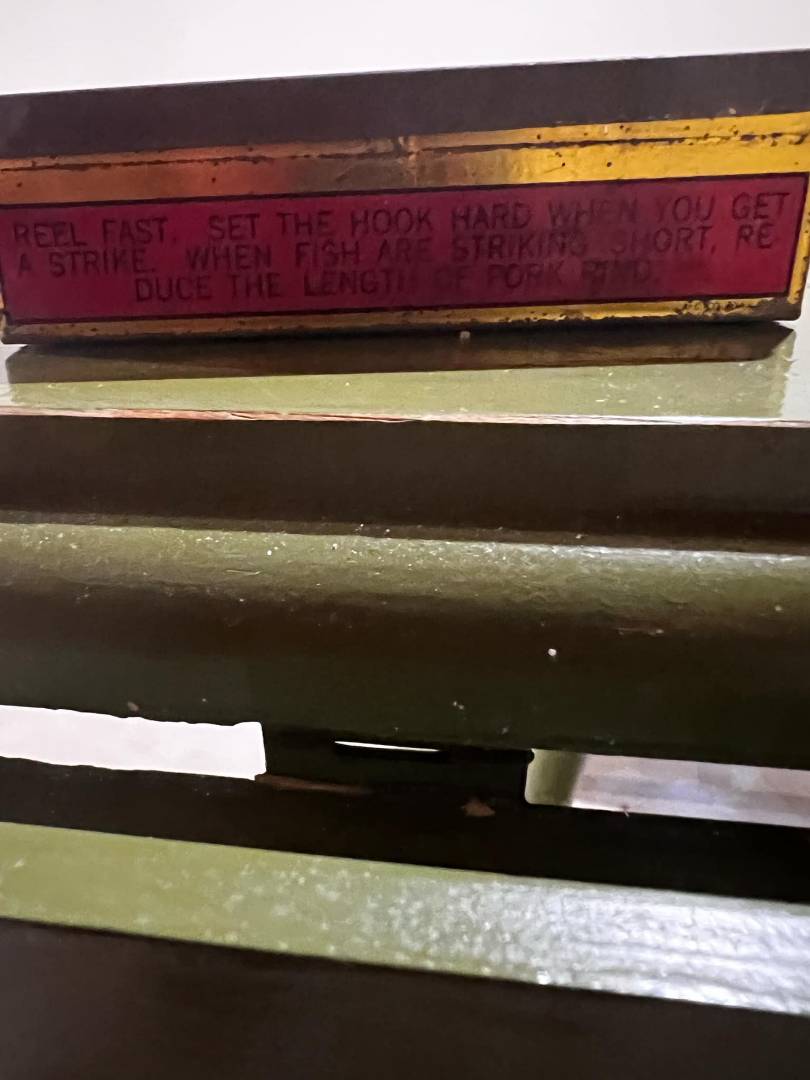 REEL FAST. SET THE HOOK HARD WHEN YOU GET
A STRIKE. WHEN FISH ARE STRIKING SHORT, RE
DUCE THE LENGTH OF PORK RIND.